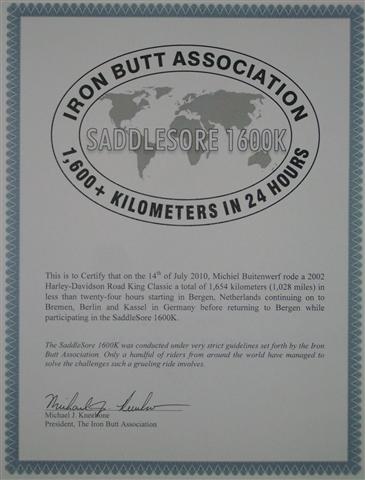 IRON BUTT ASSOCIATION
SADDLESORE 1600K
1,600+ KILOMETERS IN 24 HOURS
This is to Certify that on the 14th of July 2010, Michiel Buitenwerf rode a 2002
Harley-Davidson Road King Classic a total of 1,654 kilometers (1,028 miles) in
less than twenty-four hours starting in Bergen, Netherlands continuing on to
Bremen, Berlin and Kassel in Germany before returning to Bergen while
participating in the SaddleSore 1600K.
The SaddleSore 1600K was conducted under very strict guidelines set forth by the Iron
Butt Association. Only a handful of riders from around the world have managed to
solve the challenges such a grueling ride involves.
Michael J. Kneebone
President, The Iron Butt Association